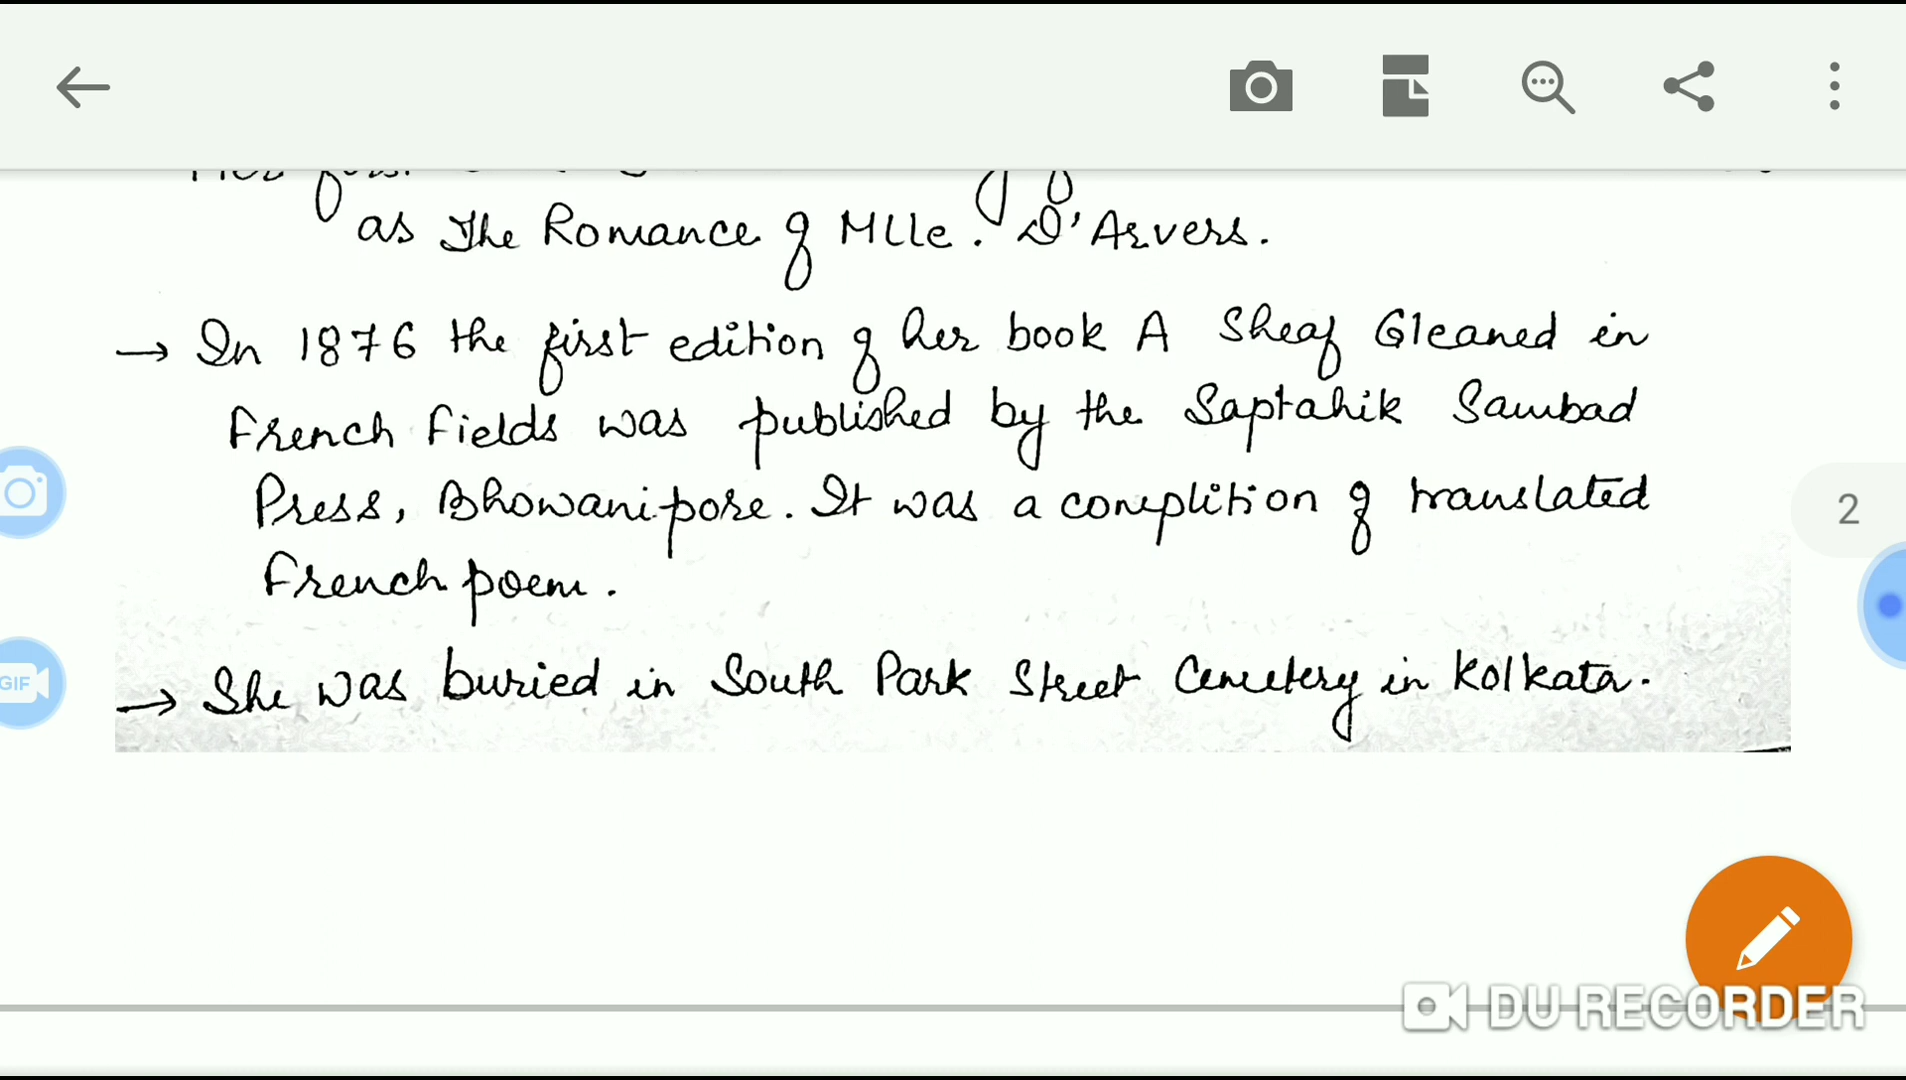 as The Romance of Mlle. D'Arvers.
→ In 1876 the first edition of her book A Sheaf Gleaned in
French Fields was published by the Saptahik Sambad
Press, Bhowanipore. It was a complition of translated
French poem.
→ She was buried in South Park Street Cemetery in Kolkata.
2
GIF
DU RECORDER